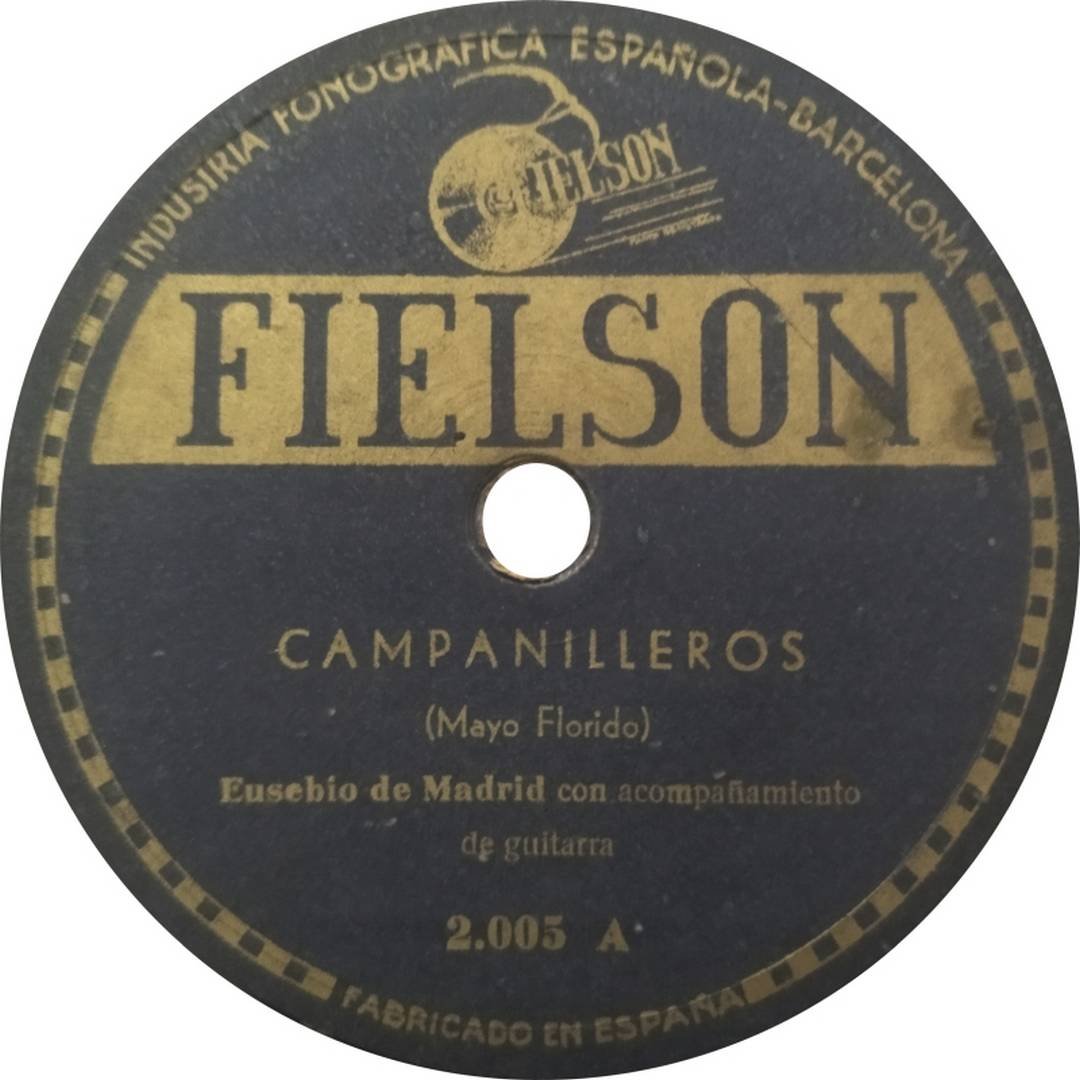 INDUSTRIA FONOGRAFICA ESPAÑOLA-BARCELONA
FIELSON
FIELSON
CAMPANILLEROS
(Mayo Florido)
Eusebio de Madrid con acompañamiento
de guitarra
2.005 A
FABRICADO EN ESPAÑA